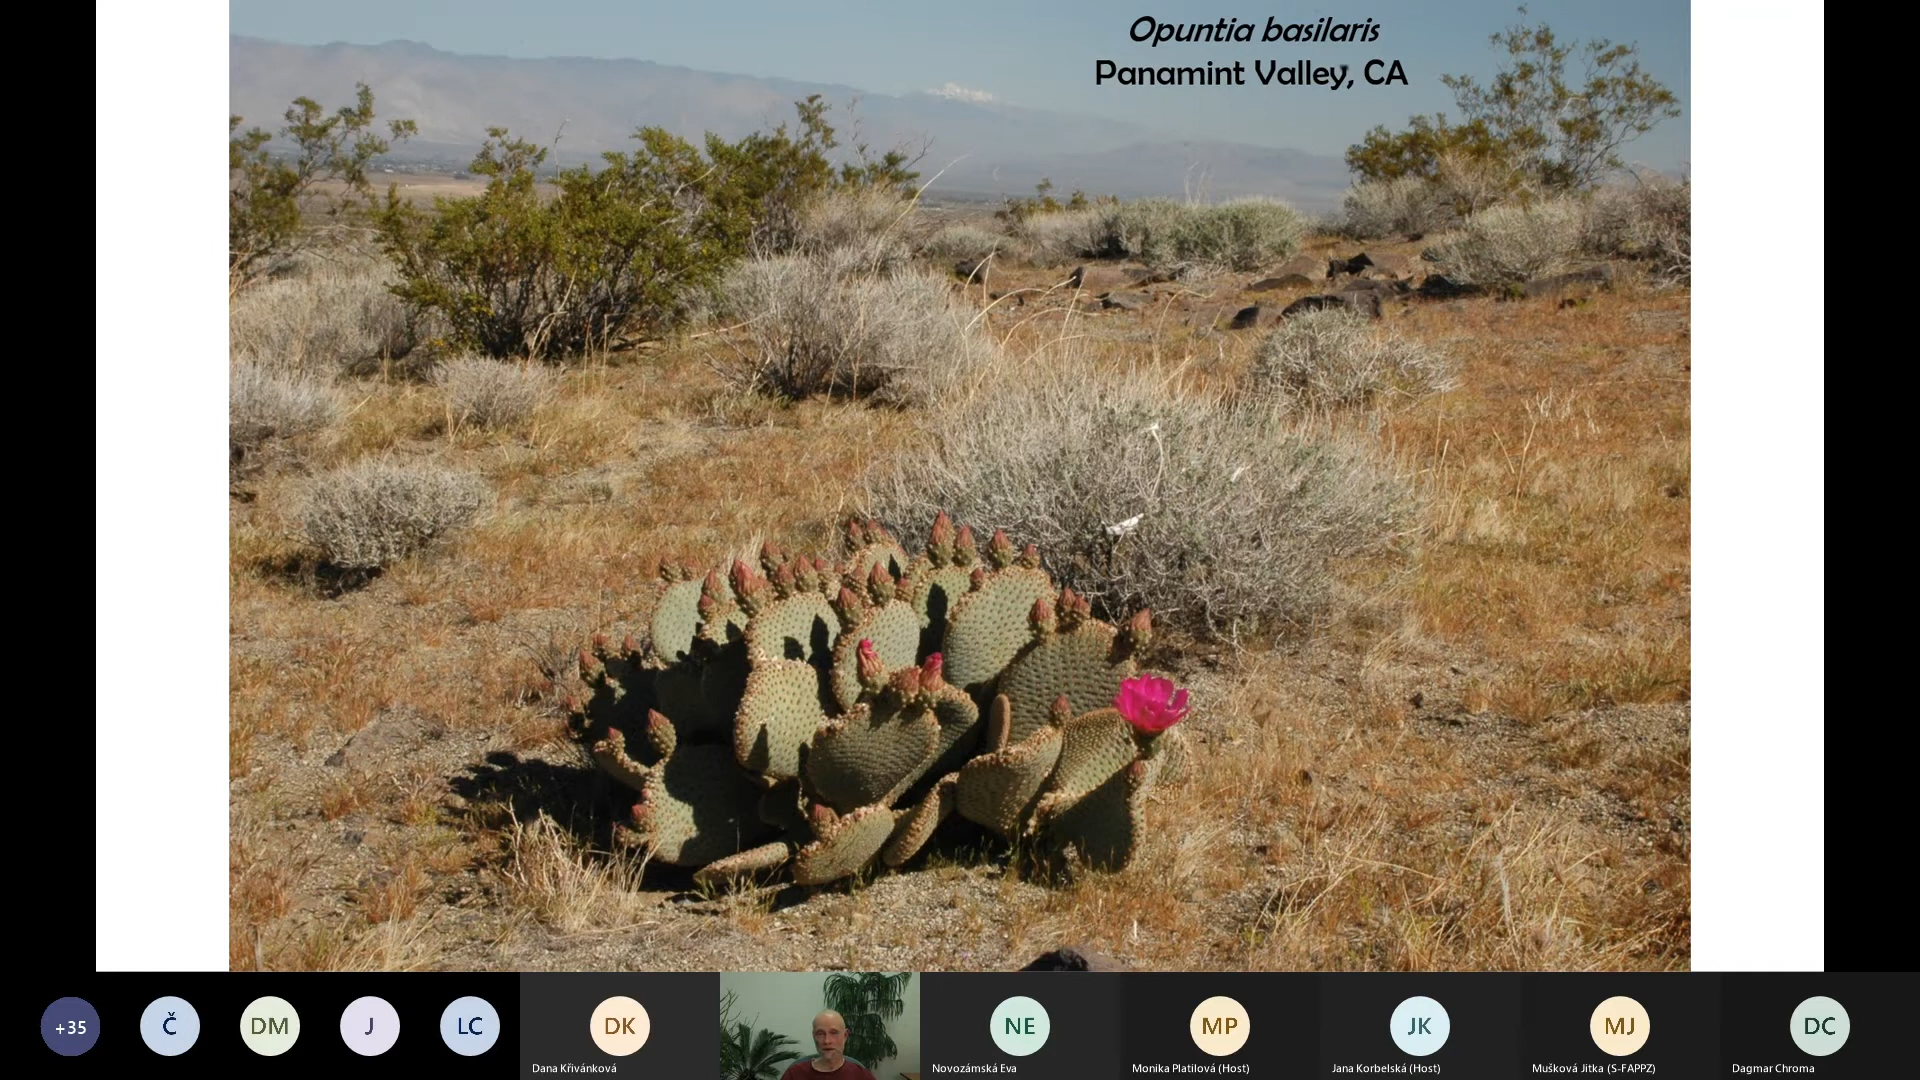 Opuntia basilaris
Panamint Valley, CA
+35
Č
DM
J
LC
DK
NE
MP
JK
MJ
DC
Dana Křivánková
Novozámská Eva
Monika Platilová (Host)
Jana Korbelská (Host)
Mušková Jitka (S-FAPPZ)
Dagmar Chroma